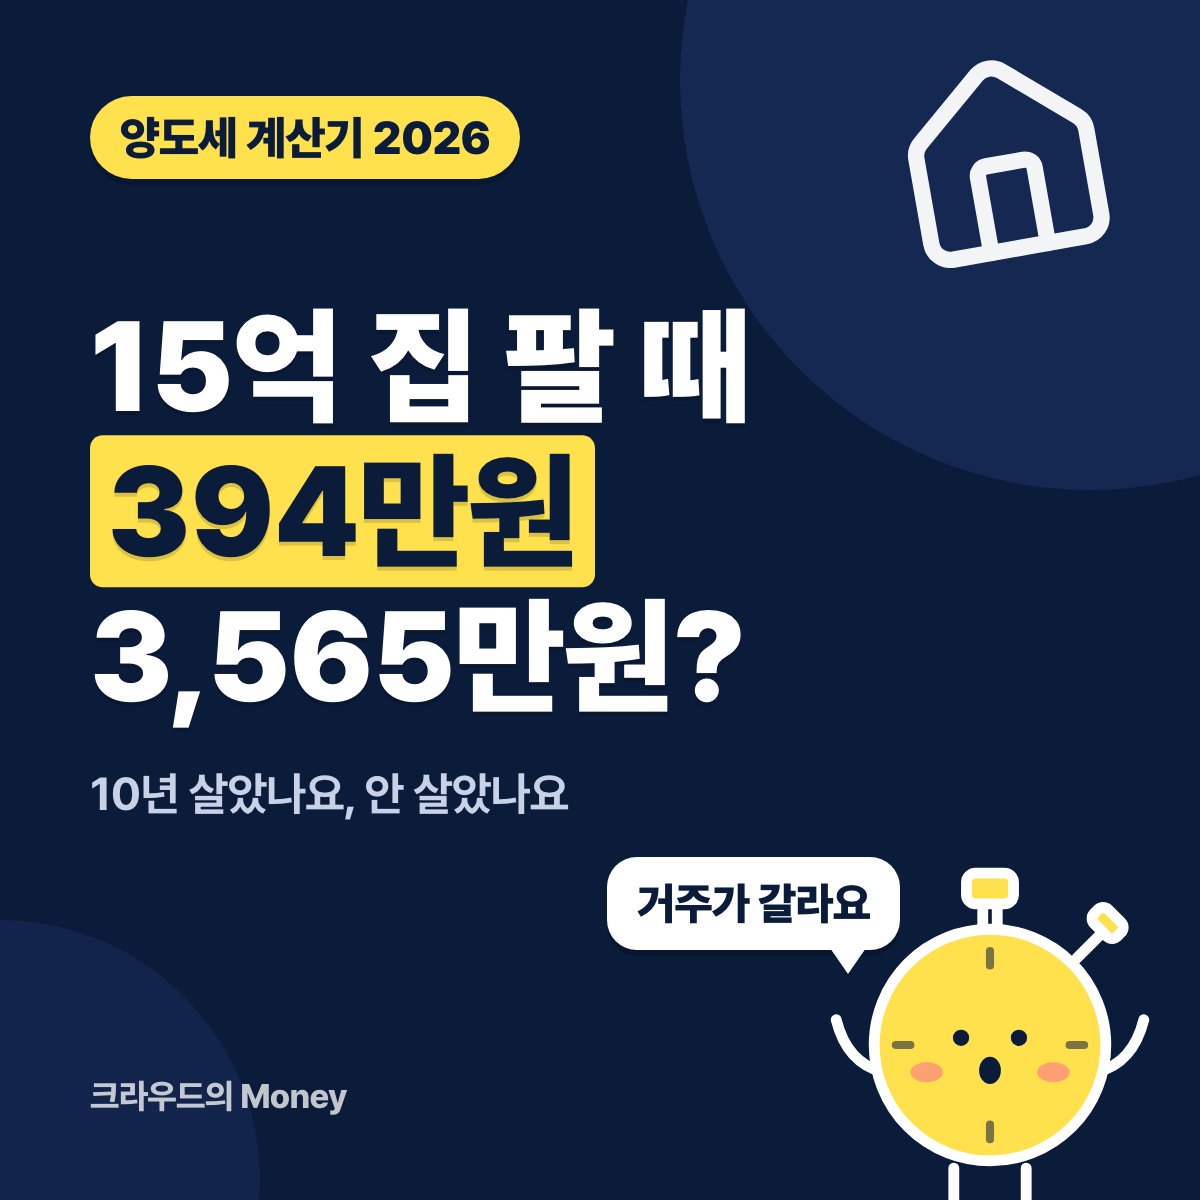 양도세 계산기 2026
15억 집 팔 때
394만원
3,565만원?
10년 살았나요, 안 살았나요
거주가 갈라요
크라우드의 Money